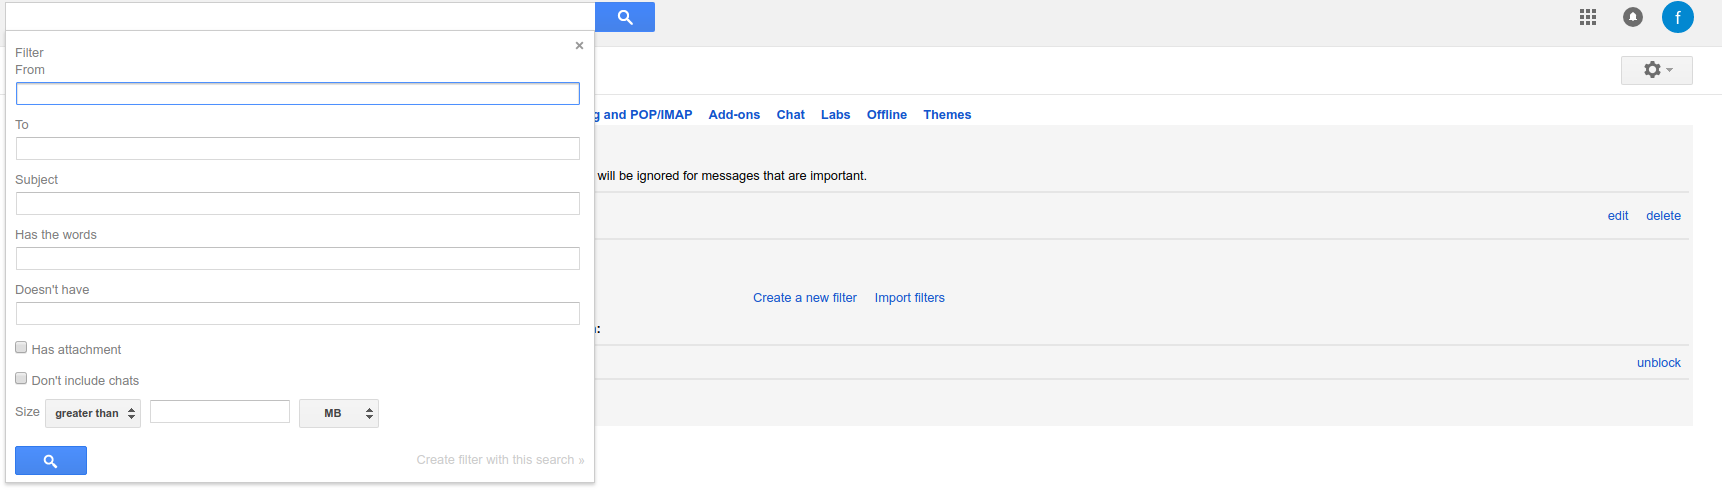 f
Filter
From
To
Subject
Has the words
Doesn't have
Has attachment
Don't include chats
Size greater than MB
Create filter with this search »
g and POP/IMAP Add-ons Chat Labs Offline Themes
will be ignored for messages that are important.
edit delete
Create a new filter Import filters
:
unblock